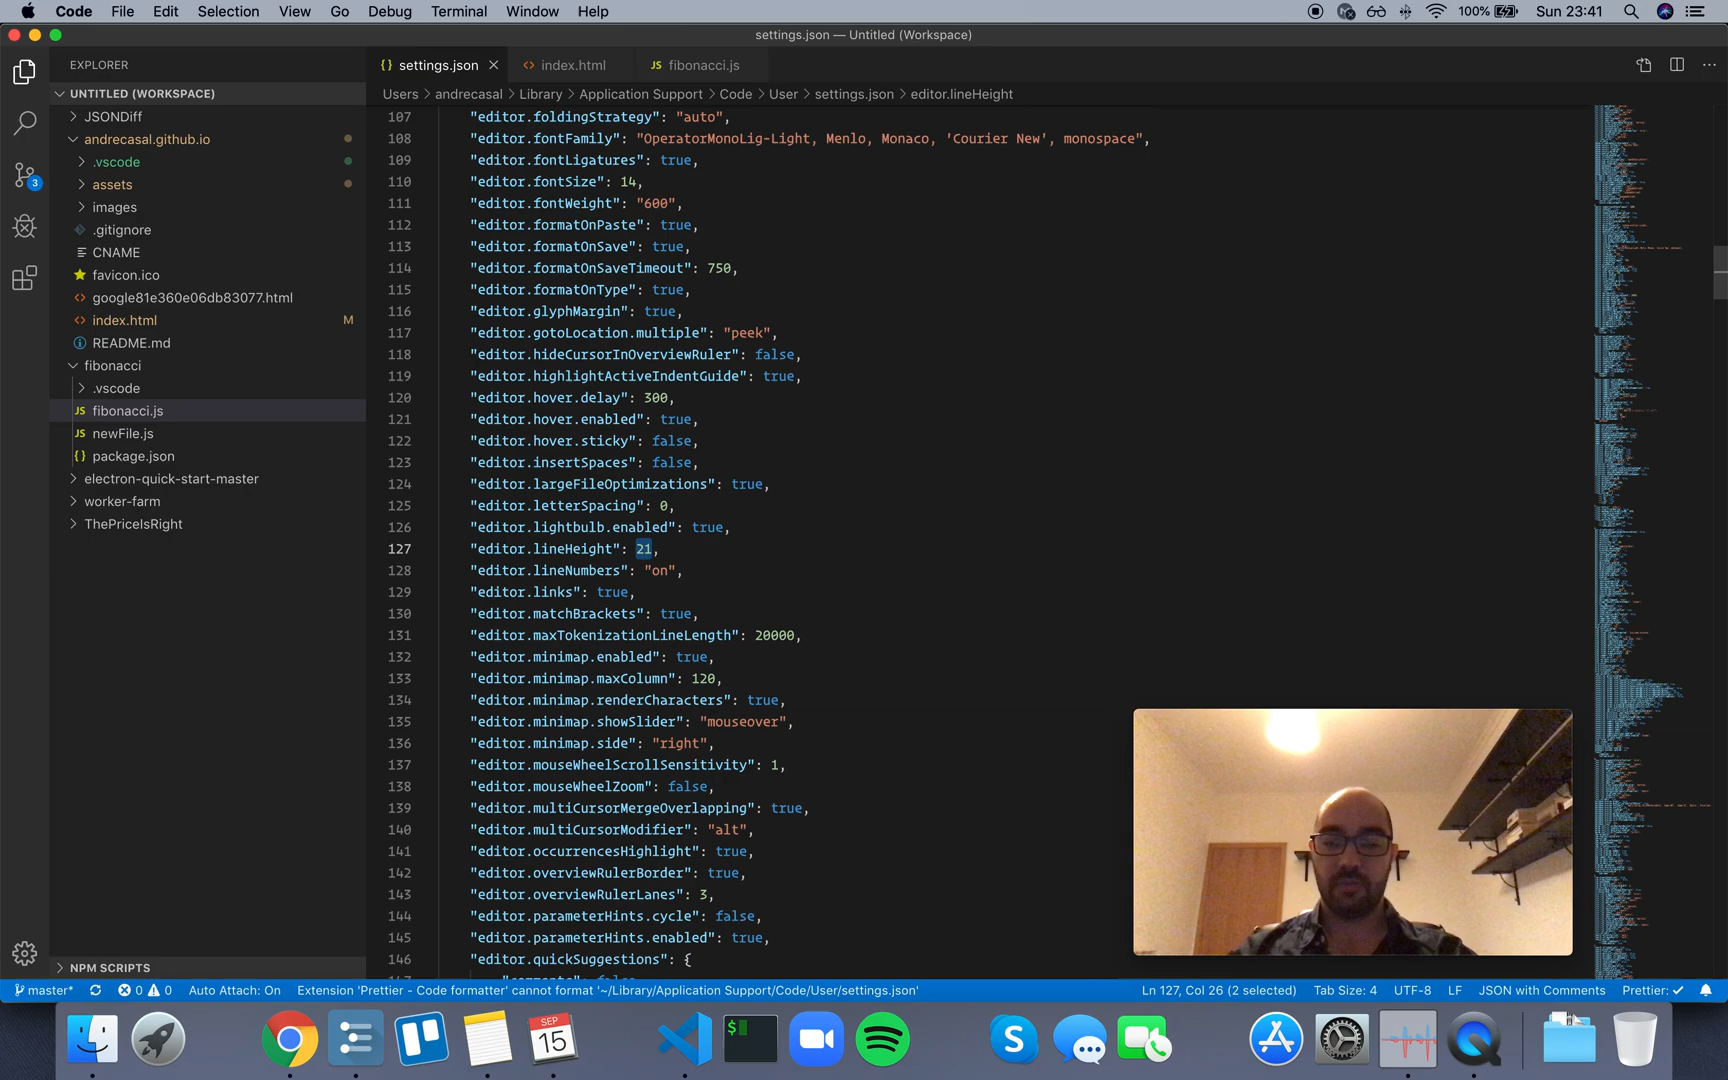 Code File Edit Selection View Go Debug Terminal Window Help 100% Sun 23:41
settings.json — Untitled (Workspace)
EXPLORER
UNTITLED (WORKSPACE)
JSONDiff
andrecasal.github.io
.vscode
assets
images
.gitignore
CNAME
favicon.ico
google81e360e06db83077.html
index.html M
README.md
fibonacci
.vscode
JS fibonacci.js
JS newFile.js
{} package.json
electron-quick-start-master
worker-farm
ThePriceIsRight
NPM SCRIPTS
3
{} settings.json <> index.html JS fibonacci.js
Users > andrecasal > Library > Application Support > Code > User > settings.json > editor.lineHeight
107 "editor.foldingStrategy": "auto",
108 "editor.fontFamily": "OperatorMonoLig-Light, Menlo, Monaco, 'Courier New', monospace",
109 "editor.fontLigatures": true,
110 "editor.fontSize": 14,
111 "editor.fontWeight": "600",
112 "editor.formatOnPaste": true,
113 "editor.formatOnSave": true,
114 "editor.formatOnSaveTimeout": 750,
115 "editor.formatOnType": true,
116 "editor.glyphMargin": true,
117 "editor.gotoLocation.multiple": "peek",
118 "editor.hideCursorInOverviewRuler": false,
119 "editor.highlightActiveIndentGuide": true,
120 "editor.hover.delay": 300,
121 "editor.hover.enabled": true,
122 "editor.hover.sticky": false,
123 "editor.insertSpaces": false,
124 "editor.largeFileOptimizations": true,
125 "editor.letterSpacing": 0,
126 "editor.lightbulb.enabled": true,
127 "editor.lineHeight": 21,
128 "editor.lineNumbers": "on",
129 "editor.links": true,
130 "editor.matchBrackets": true,
131 "editor.maxTokenizationLineLength": 20000,
132 "editor.minimap.enabled": true,
133 "editor.minimap.maxColumn": 120,
134 "editor.minimap.renderCharacters": true,
135 "editor.minimap.showSlider": "mouseover",
136 "editor.minimap.side": "right",
137 "editor.mouseWheelScrollSensitivity": 1,
138 "editor.mouseWheelZoom": false,
139 "editor.multiCursorMergeOverlapping": true,
140 "editor.multiCursorModifier": "alt",
141 "editor.occurrencesHighlight": true,
142 "editor.overviewRulerBorder": true,
143 "editor.overviewRulerLanes": 3,
144 "editor.parameterHints.cycle": false,
145 "editor.parameterHints.enabled": true,
146 "editor.quickSuggestions": {
master* 0 0 Auto Attach: On Extension 'Prettier - Code formatter' cannot format '~/Library/Application Support/Code/User/settings.json' Ln 127, Col 26 (2 selected) Tab Size: 4 UTF-8 LF JSON with Comments Prettier: ✓
SEP
15
$
S